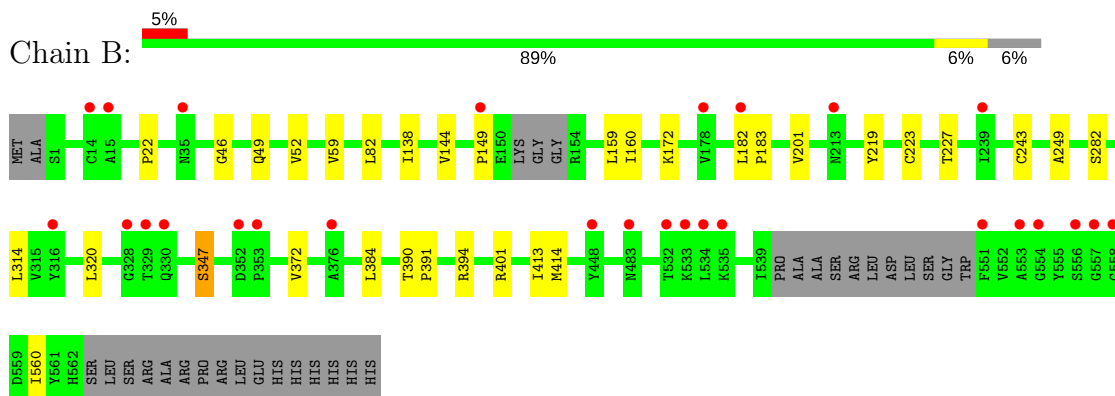 5%
Chain B:
89% 6% 6%
MET ALA S1 C14 A15 P22 N35 G46 Q49 V52 V59 L82 I138 V144 P149 E150 LYS GLY GLY R154 L159 I160 K172 V178 L182 P183 V201 N213 Y219 C223 T227 I239 C243 A249 S282
L314 V315 Y316 L320 G328 T329 Q330 S347 D352 P353 V372 A376 L384 T390 P391 R394 R401 I413 M414 Y448 N483 T532 K533 L534 K535 I539 PRO ALA ALA SER ARG LEU ASP LEU SER GLY TRP F551 V552 A553 G554 Y555 S556 G557 G558
D559 I560 Y561 H562 SER LEU SER ARG ALA ARG PRO ARG LEU GLU HIS HIS HIS HIS HIS HIS